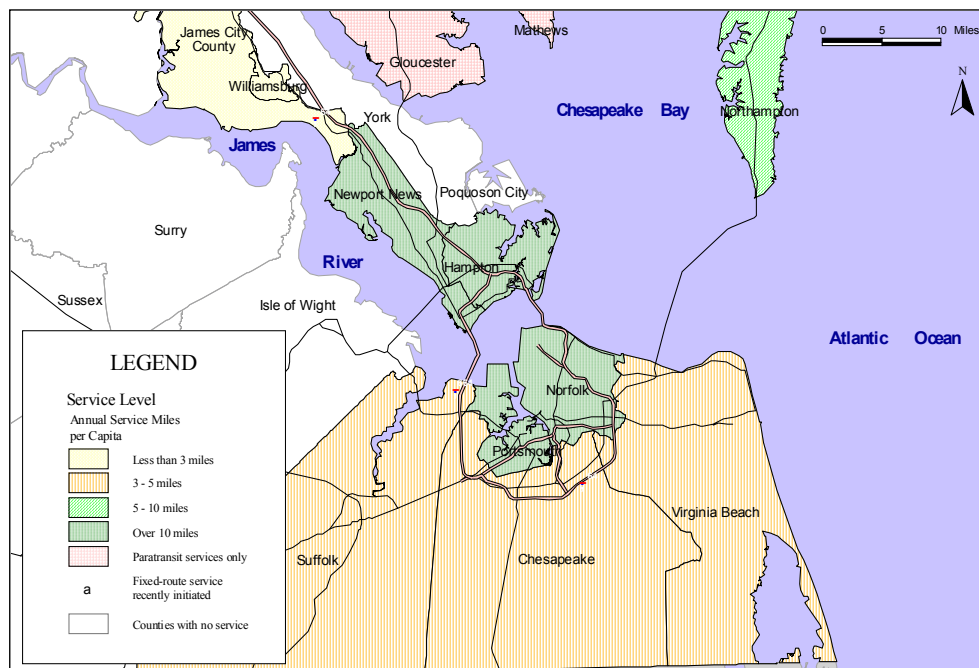 James City
County
Williamsburg
Gloucester
Mathews
0 5 10 Miles
N
Chesapeake Bay
Northampton
York
James
Newport News
Poquoson City
Surry
River
Hampton
Sussex
Isle of Wight
Atlantic Ocean
Norfolk
Portsmouth
Virginia Beach
Chesapeake
Suffolk
LEGEND
Service Level
Annual Service Miles
per Capita
Less than 3 miles
3 - 5 miles
5 - 10 miles
Over 10 miles
Paratransit services only
a Fixed-route service
recently initiated
Counties with no service